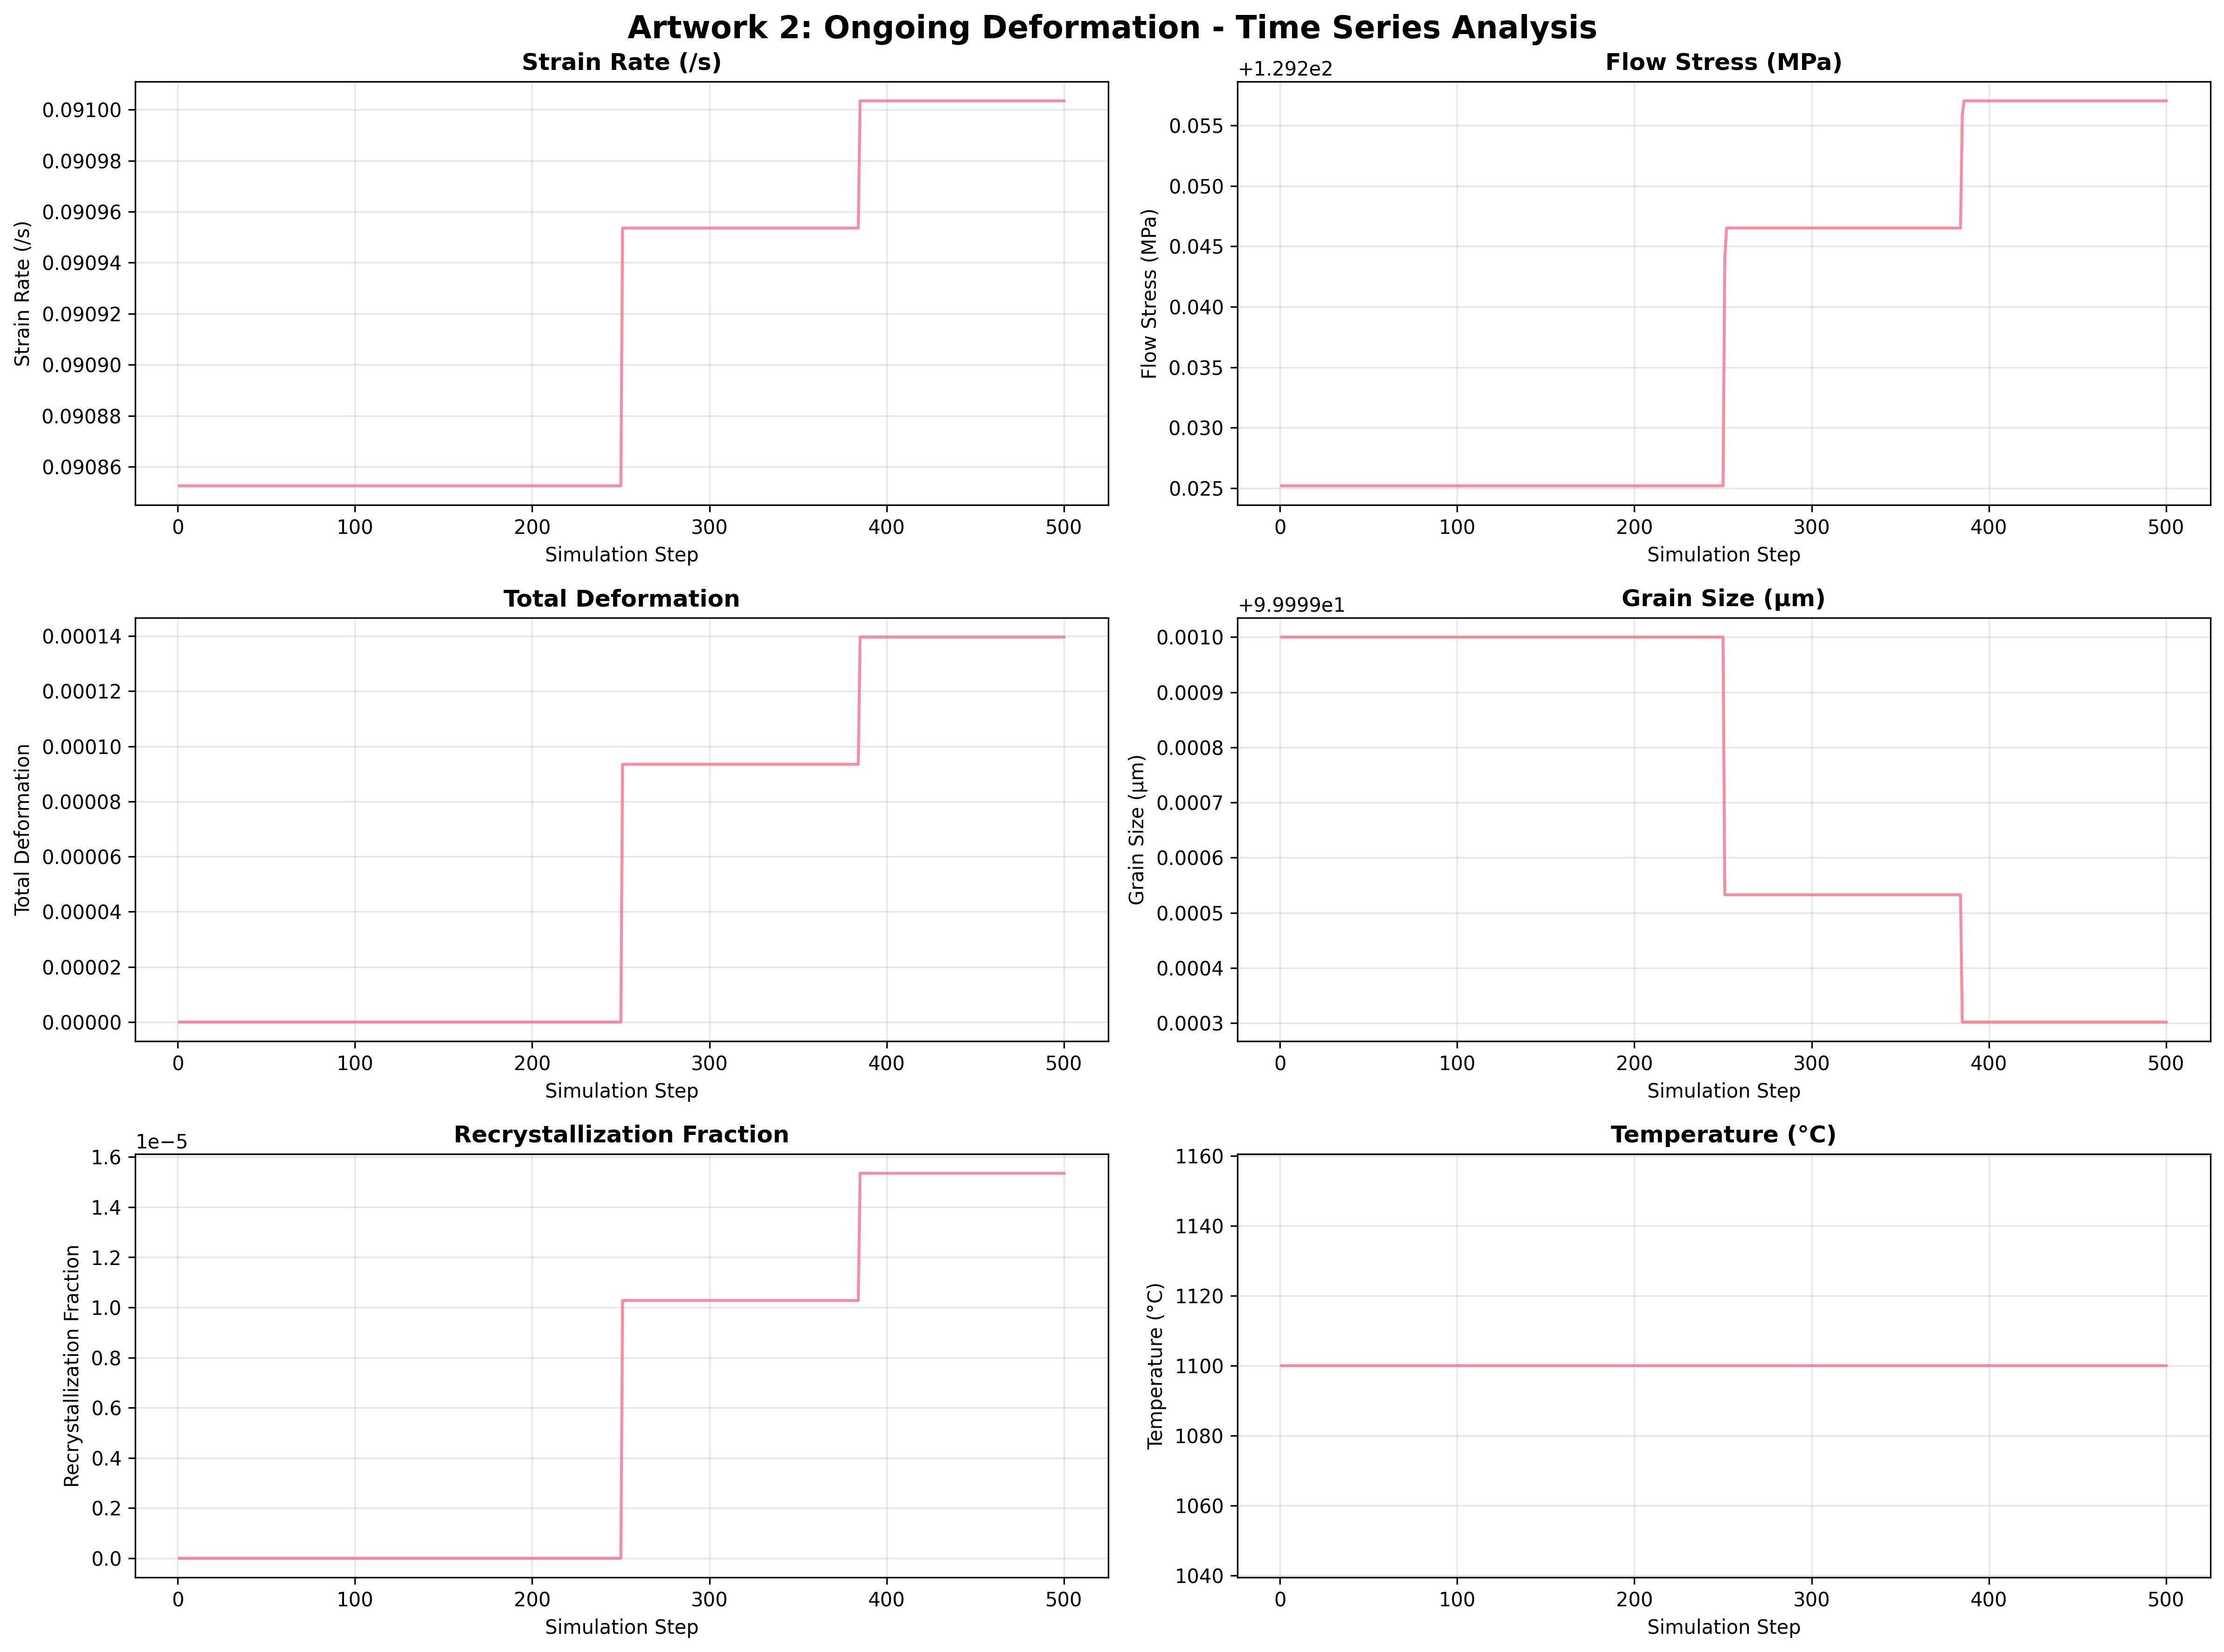 Artwork 2: Ongoing Deformation - Time Series Analysis
Strain Rate (/s)
0.09100
0.09098
0.09096
0.09094
0.09092
0.09090
0.09088
0.09086
Strain Rate (/s)
0 100 200 300 400 500
Simulation Step
Flow Stress (MPa)
+1.292e2
0.055
0.050
0.045
0.040
0.035
0.030
0.025
Flow Stress (MPa)
0 100 200 300 400 500
Simulation Step
Total Deformation
0.00014
0.00012
0.00010
0.00008
0.00006
0.00004
0.00002
0.00000
Total Deformation
0 100 200 300 400 500
Simulation Step
Grain Size (μm)
+9.9999e1
0.0010
0.0009
0.0008
0.0007
0.0006
0.0005
0.0004
0.0003
Grain Size (μm)
0 100 200 300 400 500
Simulation Step
Recrystallization Fraction
1e−5
1.6
1.4
1.2
1.0
0.8
0.6
0.4
0.2
0.0
Recrystallization Fraction
0 100 200 300 400 500
Simulation Step
Temperature (°C)
1160
1140
1120
1100
1080
1060
1040
Temperature (°C)
0 100 200 300 400 500
Simulation Step